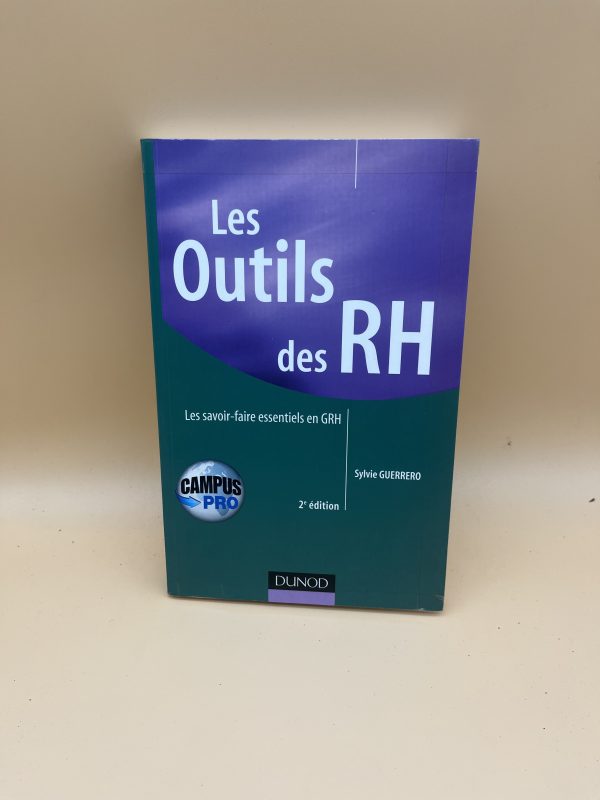 Les
Outils
des RH
Les savoir-faire essentiels en GRH
Sylvie GUERRERO
CAMPUS
PRO
2e édition
DUNOD